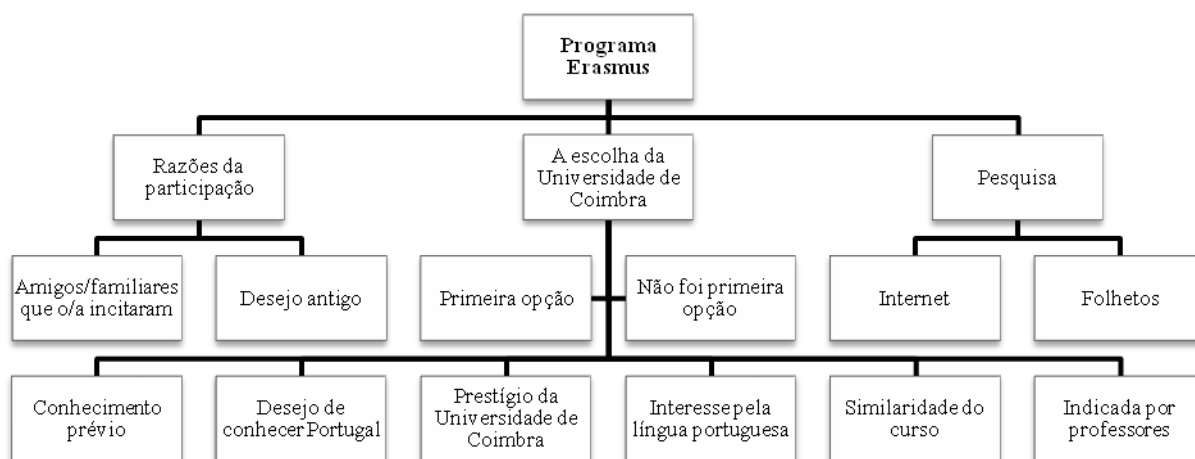 Programa
Erasmus
Razões da
participação
A escolha da
Universidade de
Coimbra
Pesquisa
Amigos/familiares
que o/a incitaram
Desejo antigo
Primeira opção
Não foi primeira
opção
Internet
Folhetos
Conhecimento
prévio
Desejo de
conhecer Portugal
Prestígio da
Universidade de
Coimbra
Interesse pela
língua portuguesa
Similaridade do
curso
Indicada por
professores